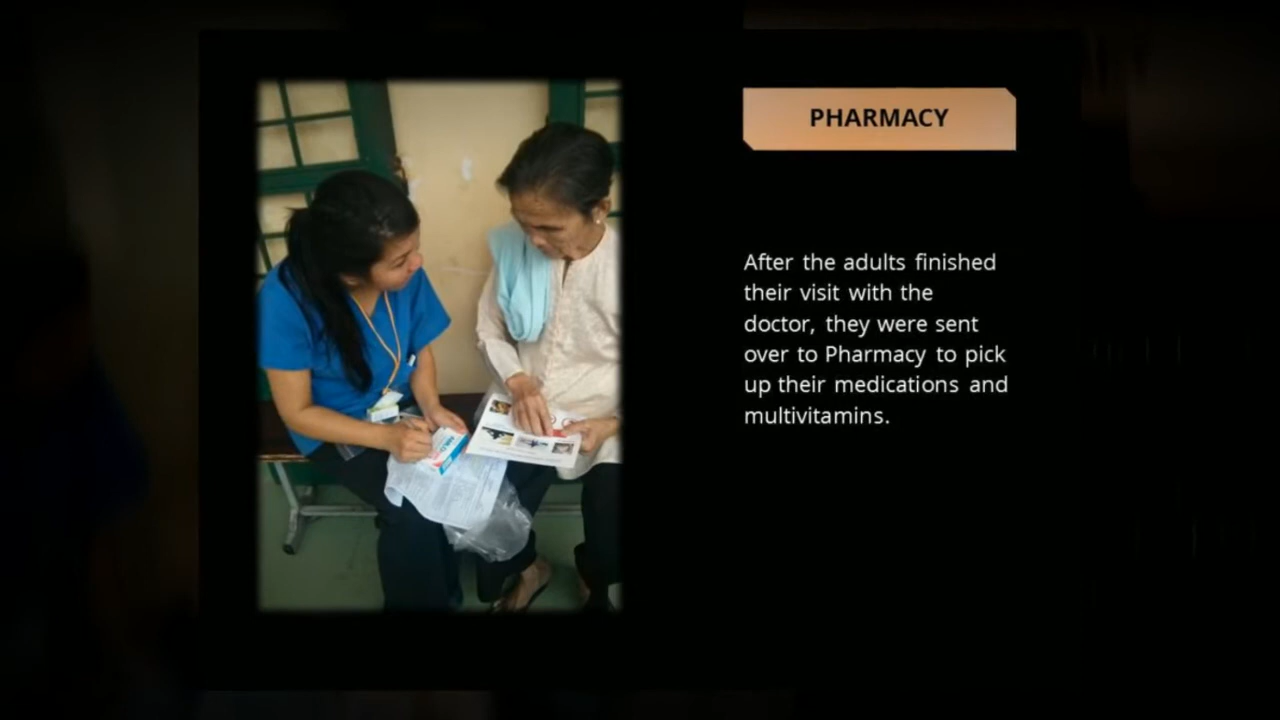 PHARMACY
After the adults finished
their visit with the
doctor, they were sent
over to Pharmacy to pick
up their medications and
multivitamins.